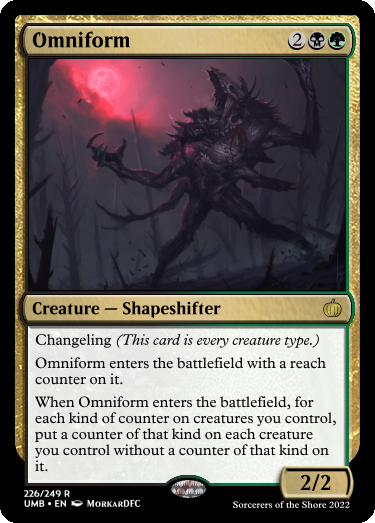 Omniform 2
Creature — Shapeshifter
Changeling (This card is every creature type.)
Omniform enters the battlefield with a reach
counter on it.
When Omniform enters the battlefield, for
each kind of counter on creatures you control,
put a counter of that kind on each creature
you control without a counter of that kind on
it.
2/2
226/249 R
UMB • EN MorkarDFC
Sorcerers of the Shore 2022